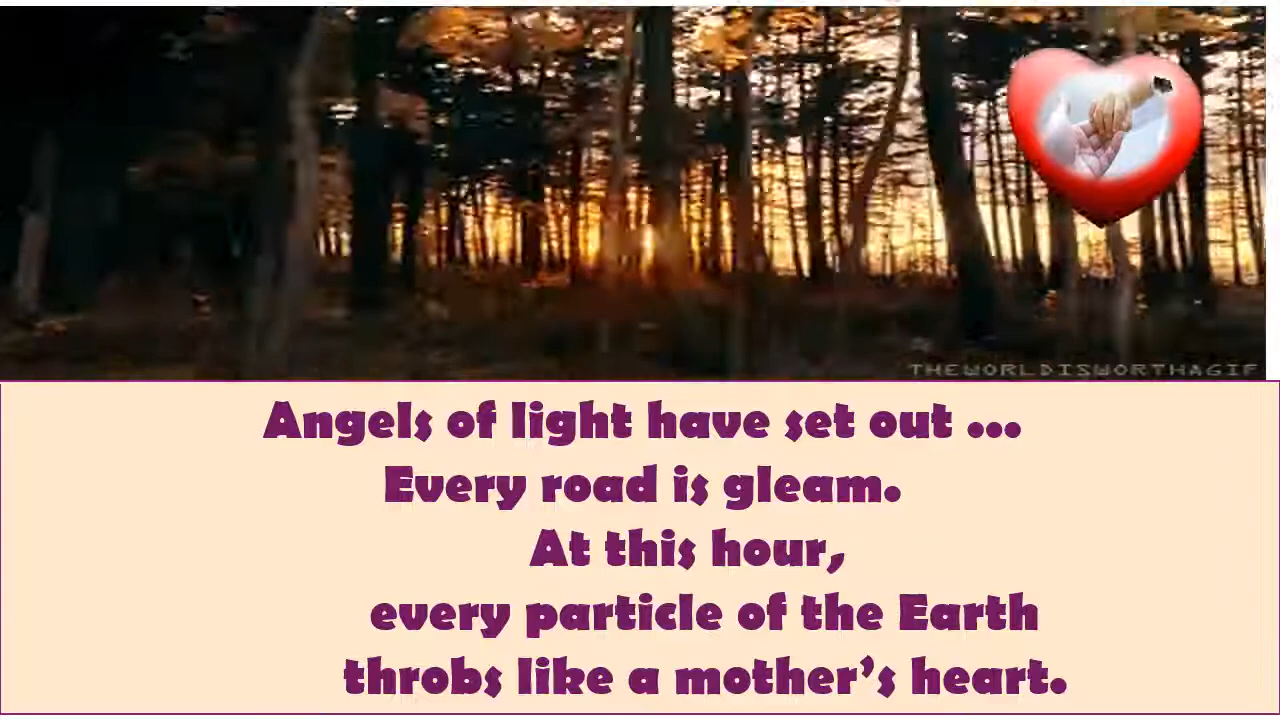 THEWORLDISWORTHAGIF
Angels of light have set out ...
Every road is gleam.
At this hour,
every particle of the Earth
throbs like a mother’s heart.